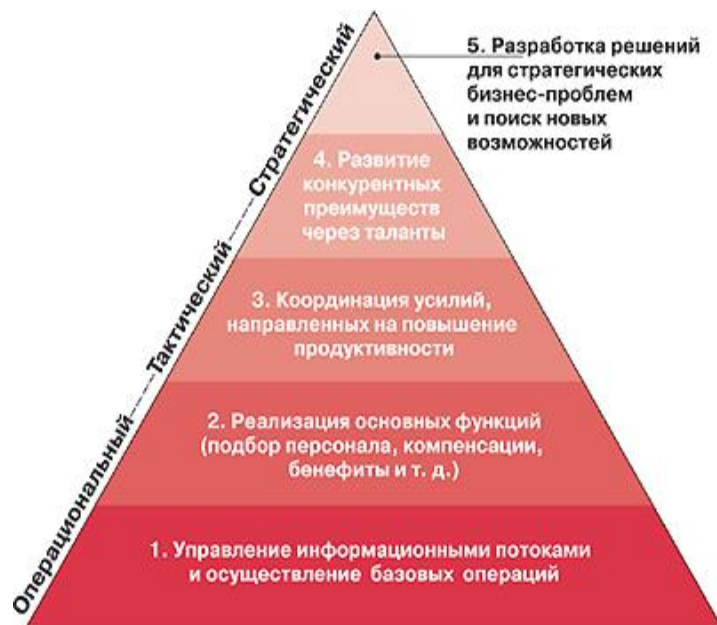 5. Разработка решений
для стратегических
бизнес-проблем
и поиск новых
возможностей
4. Развитие
конкурентных
преимуществ
через таланты
3. Координация усилий,
направленных на повышение
продуктивности
2. Реализация основных функций
(подбор персонала, компенсации,
бенефиты и т. д.)
1. Управление информационными потоками
и осуществление базовых операций
Операционный
Тактический
Стратегический